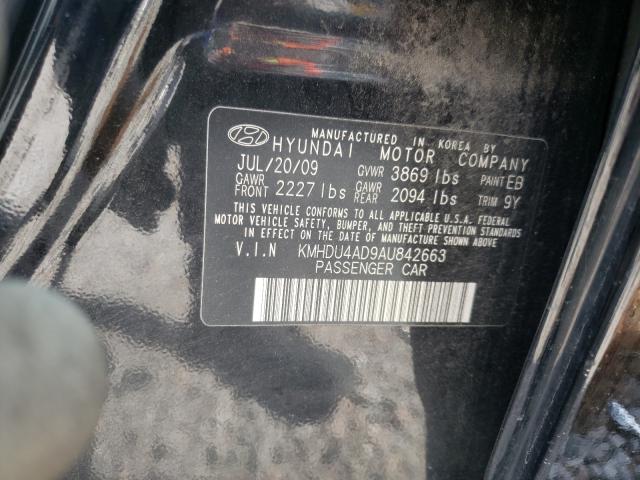 MANUFACTURED IN KOREA BY
HYUNDAI MOTOR COMPANY
JUL/20/09 GVWR 3869 lbs PAINT EB
GAWR FRONT 2227 lbs GAWR REAR 2094 lbs TRIM 9Y
THIS VEHICLE CONFORMS TO ALL APPLICABLE U.S.A. FEDERAL
MOTOR VEHICLE SAFETY, BUMPER, AND THEFT PREVENTION STANDARDS
IN EFFECT ON THE DATE OF MANUFACTURE SHOWN ABOVE.
V.I.N KMHDU4AD9AU842663
PASSENGER CAR